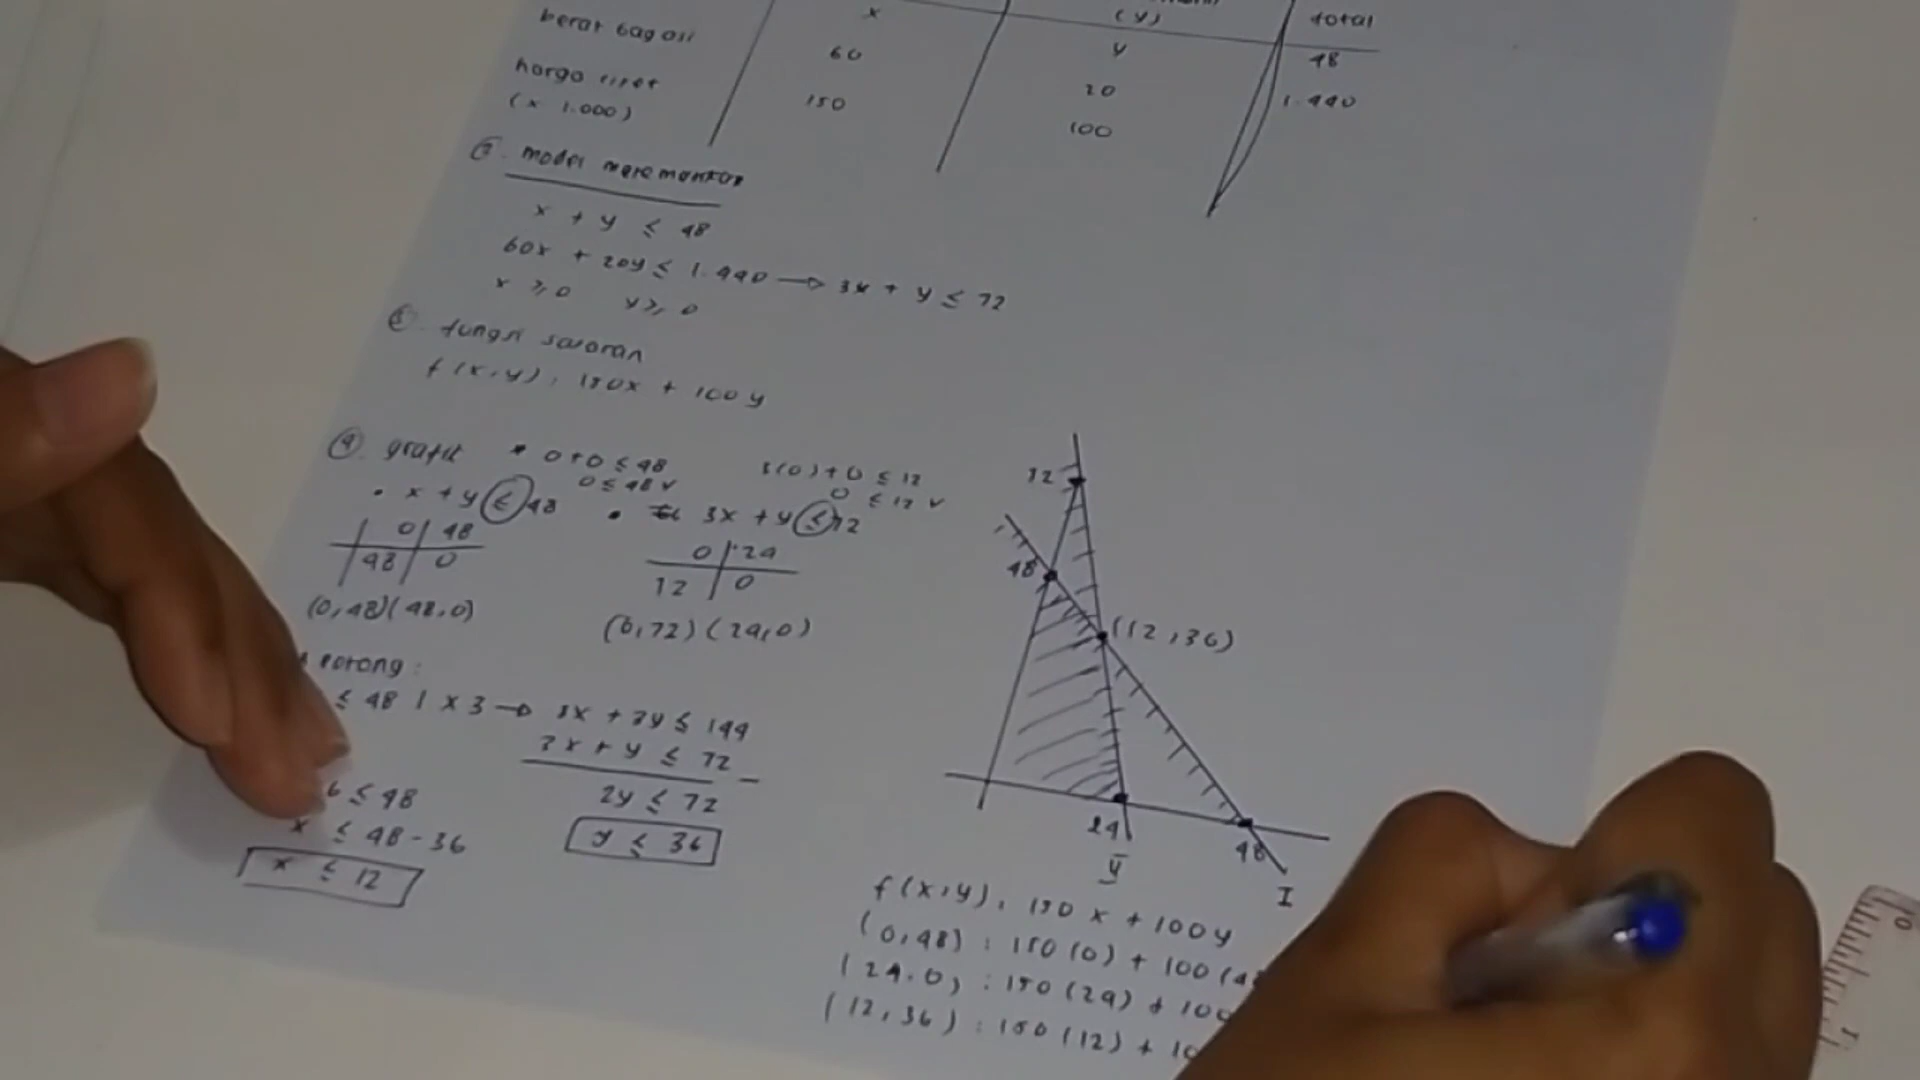 x (y) total
berat bagasi 60 y 48
harga tiket 150 20 1.440
(x 1.000) 100
②. model matematika
x + y ≤ 48
60x + 20y ≤ 1.440 → 3x + y ≤ 72
x ≥ 0 y ≥ 0
③. fungsi sasaran
f(x,y): 150x + 100y
④. grafik • 0+0 ≤ 48 3(0)+0 ≤ 72
0 ≤ 48 ✓ 0 ≤ 72 ✓
• x + y ≤ 48 • 3x + y ≤ 72
0 48
48 0
0 24
72 0
(0,48)(48,0) (0,72)(24,0)
potong:
≤ 48 | x 3 → 3x + 3y ≤ 144
3x + y ≤ 72 −
2y ≤ 72
y ≤ 36
6 ≤ 48
x ≤ 48 - 36
x ≤ 12
72
48
(12,36)
24
48
I
f(x,y): 150x + 100y
(0,48): 150(0) + 100(48
(24,0): 150(24) + 100
(12,36): 150(12) + 10